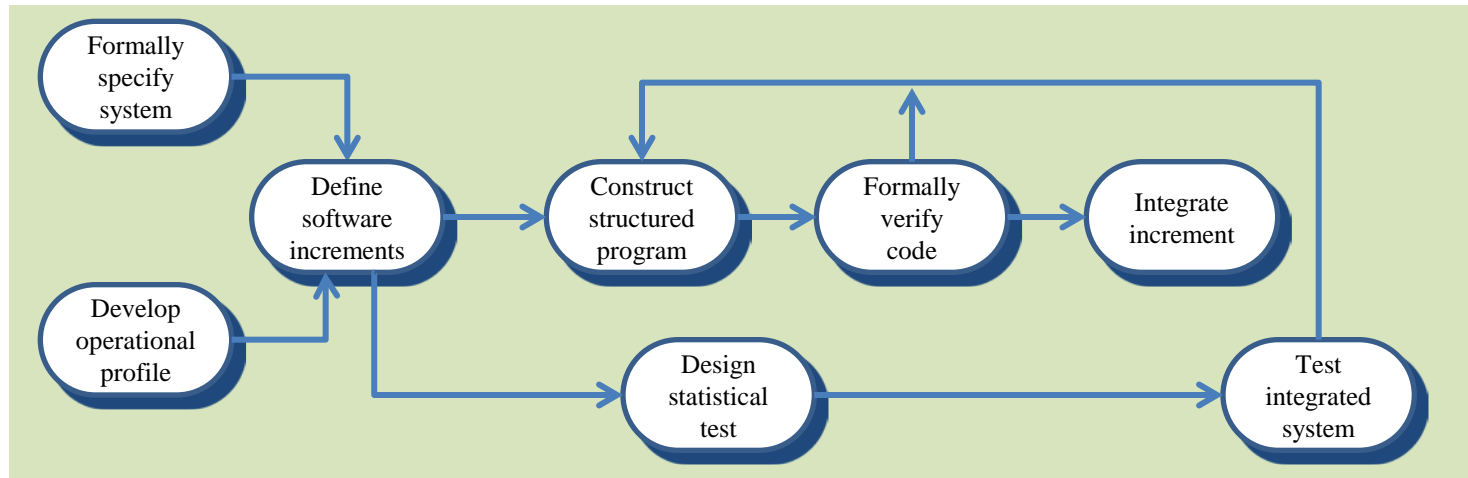 Formally
specify
system
Define
software
increments
Construct
structured
program
Formally
verify
code
Integrate
increment
Develop
operational
profile
Design
statistical
test
Test
integrated
system